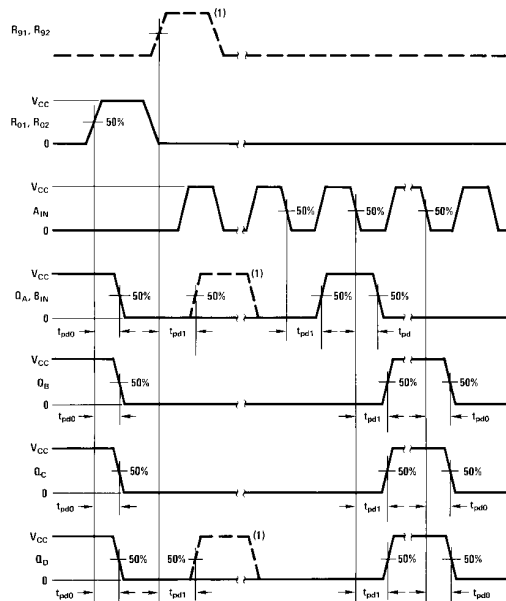 R91, R92 (1)
VCC
R01, R02 50%
0
VCC
AIN 50% 50% 50%
0
VCC (1)
QA, BIN 50% 50% 50% 50%
0
tpd0 tpd1 tpd1 tpd
VCC
QB 50% 50% 50%
0
tpd0 tpd1 tpd0
VCC
QC 50% 50% 50%
0
tpd0 tpd1 tpd0
VCC (1)
QD 50% 50% 50% 50%
0
tpd0 tpd1 tpd1 tpd0